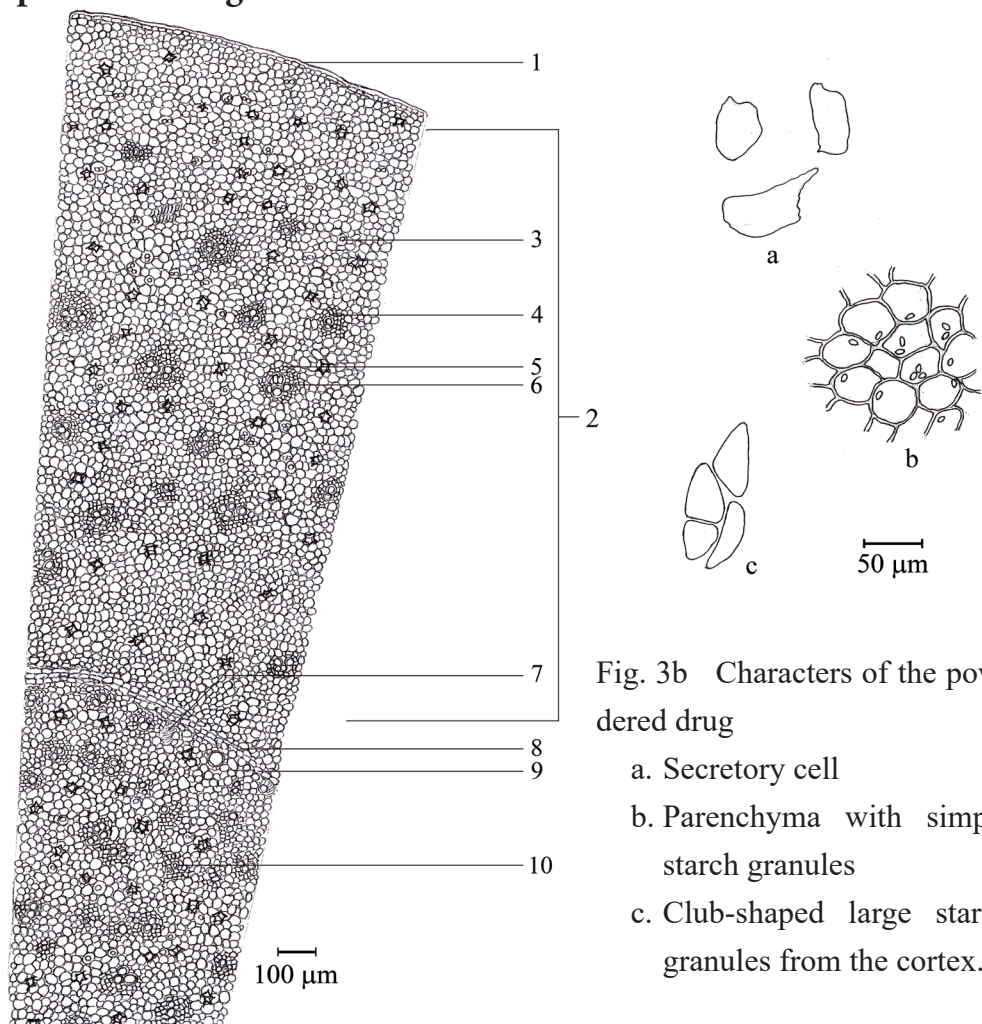 1
3
4
5
6
2
7
8
9
10
100 μm
a
b
c
50 μm
Fig. 3b Characters of the pow
dered drug
a. Secretory cell
b. Parenchyma with simp
starch granules
c. Club-shaped large star
granules from the cortex.